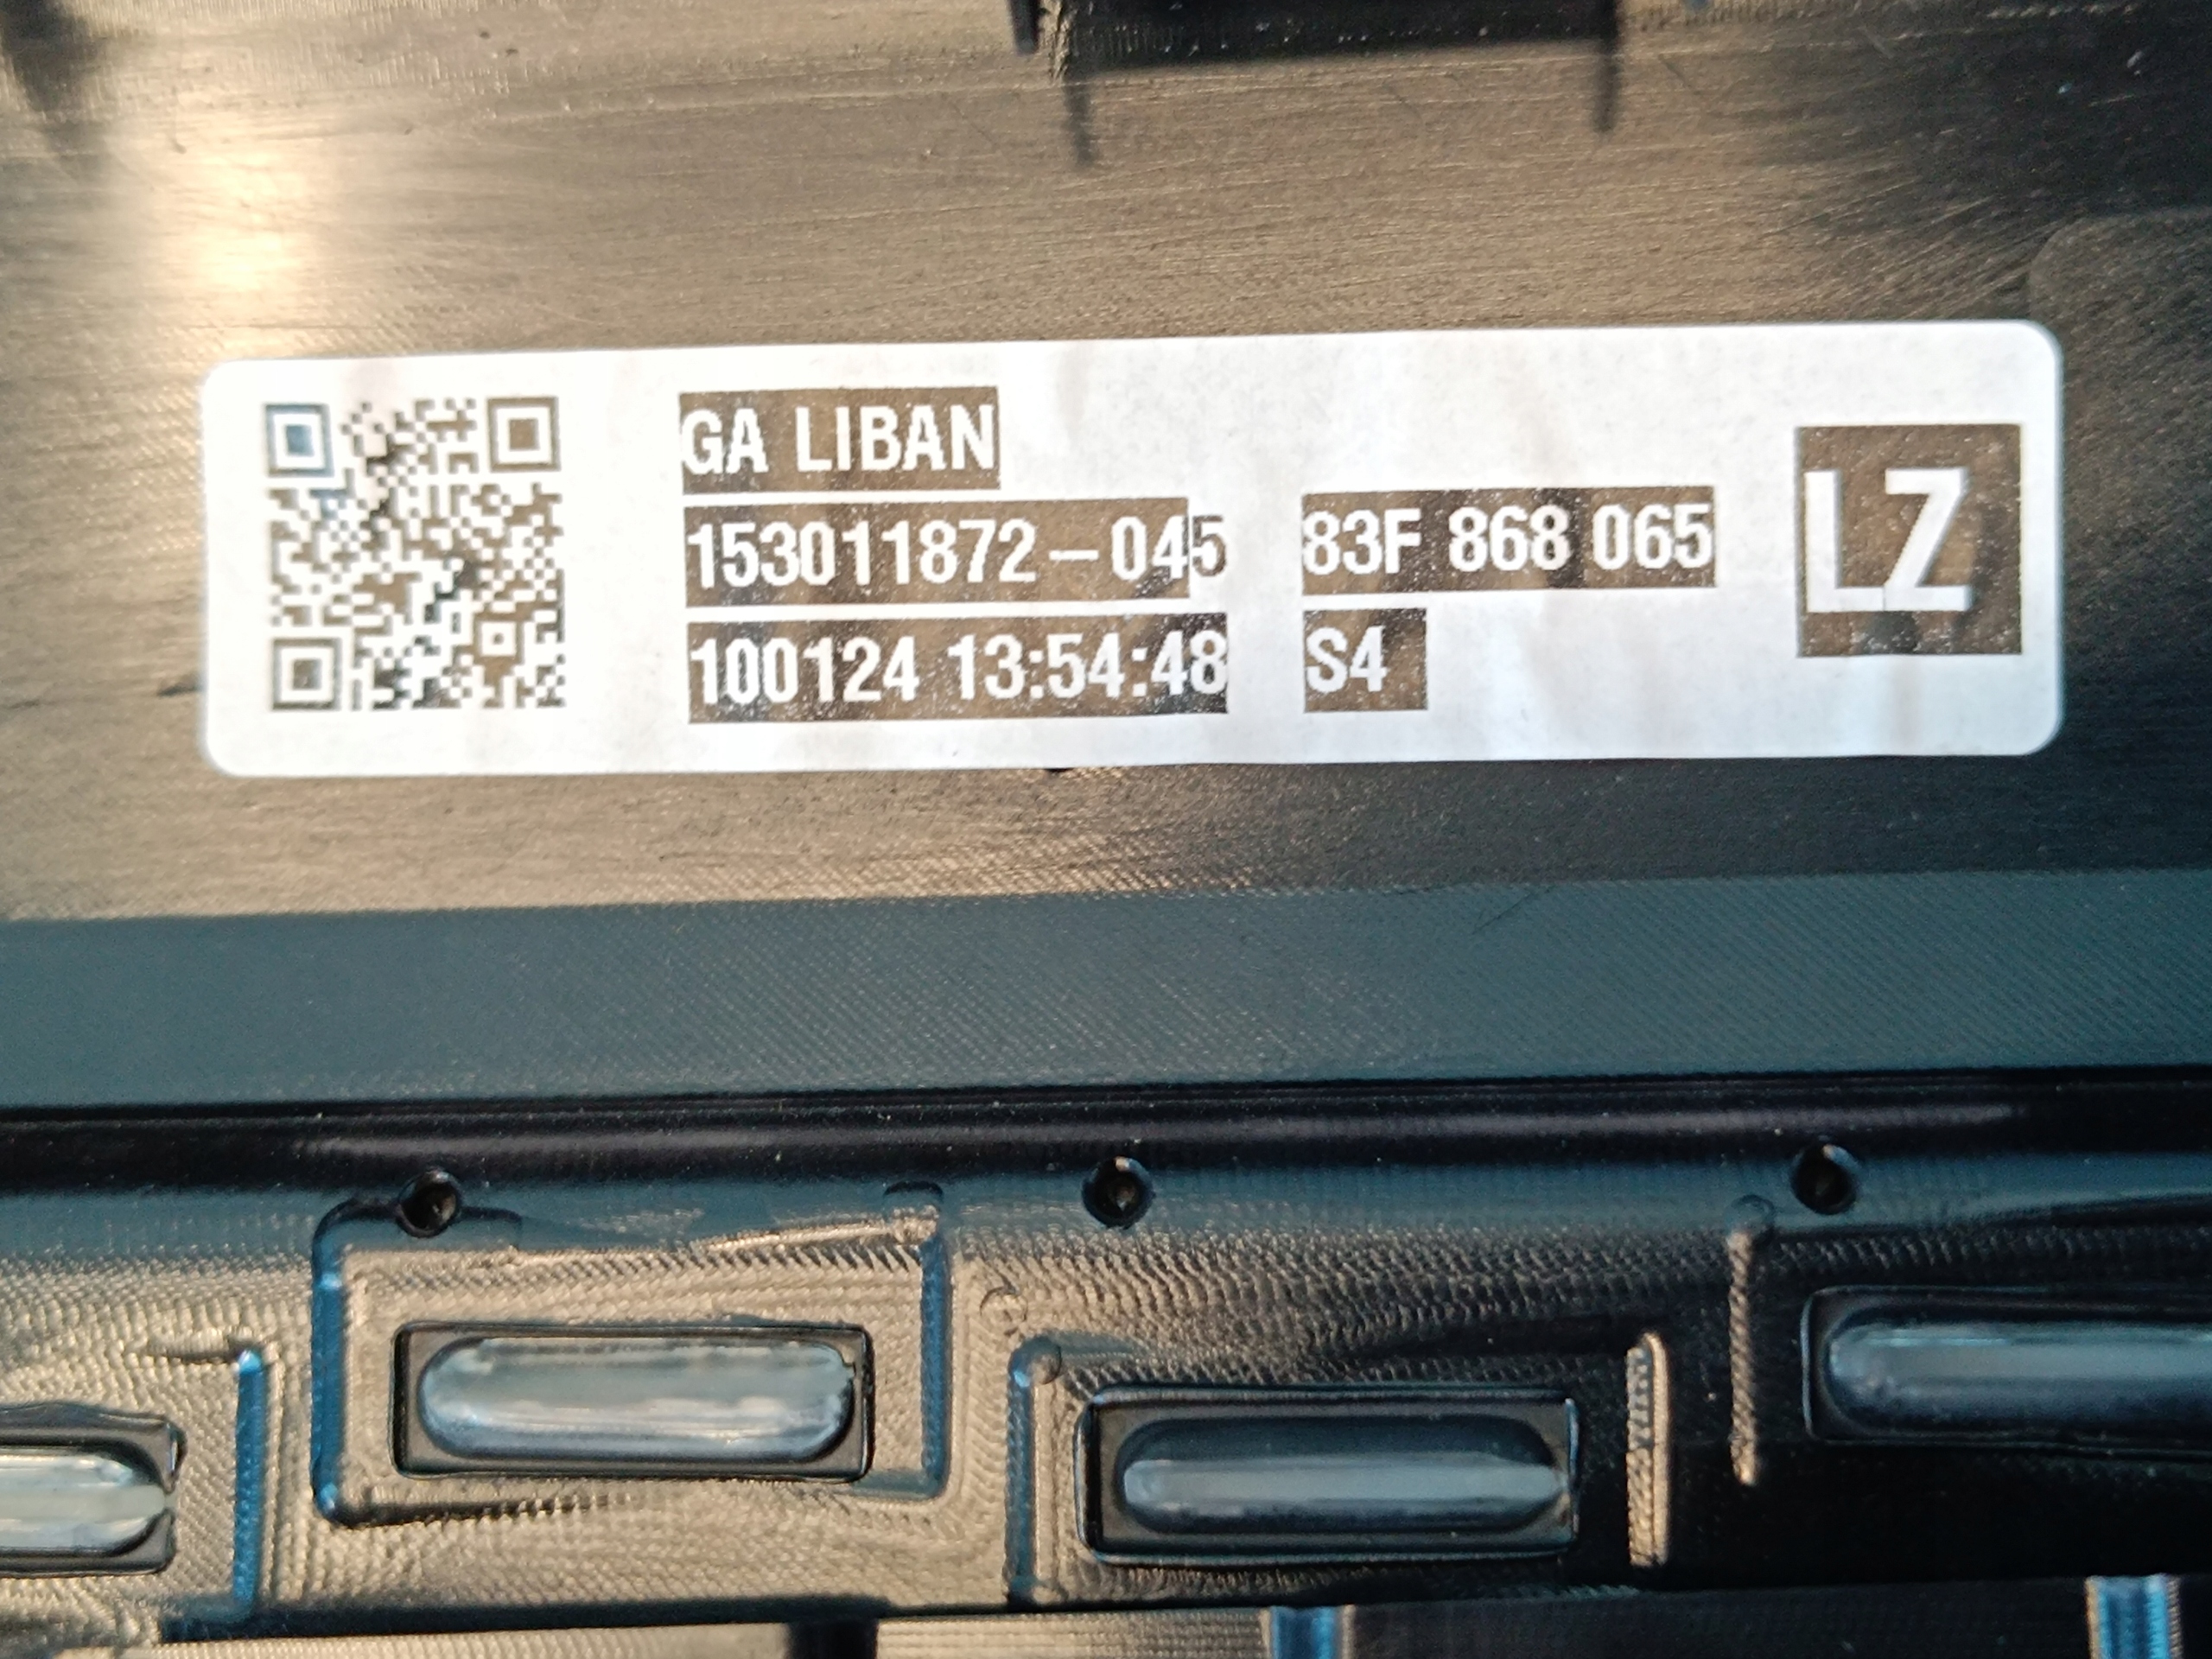 GA LIBAN
153011872-045 83F 868 065
100124 13:54:48 S4
LZ